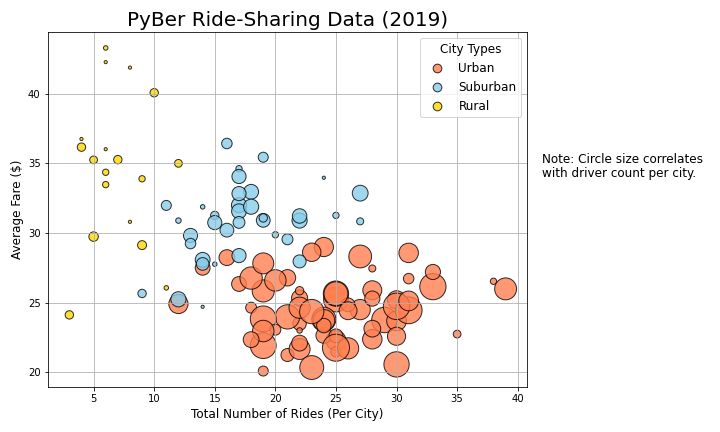 PyBer Ride-Sharing Data (2019)
City Types
Urban
Suburban
Rural
40
35
30
25
20
Average Fare ($)
5 10 15 20 25 30 35 40
Total Number of Rides (Per City)
Note: Circle size correlates
with driver count per city.